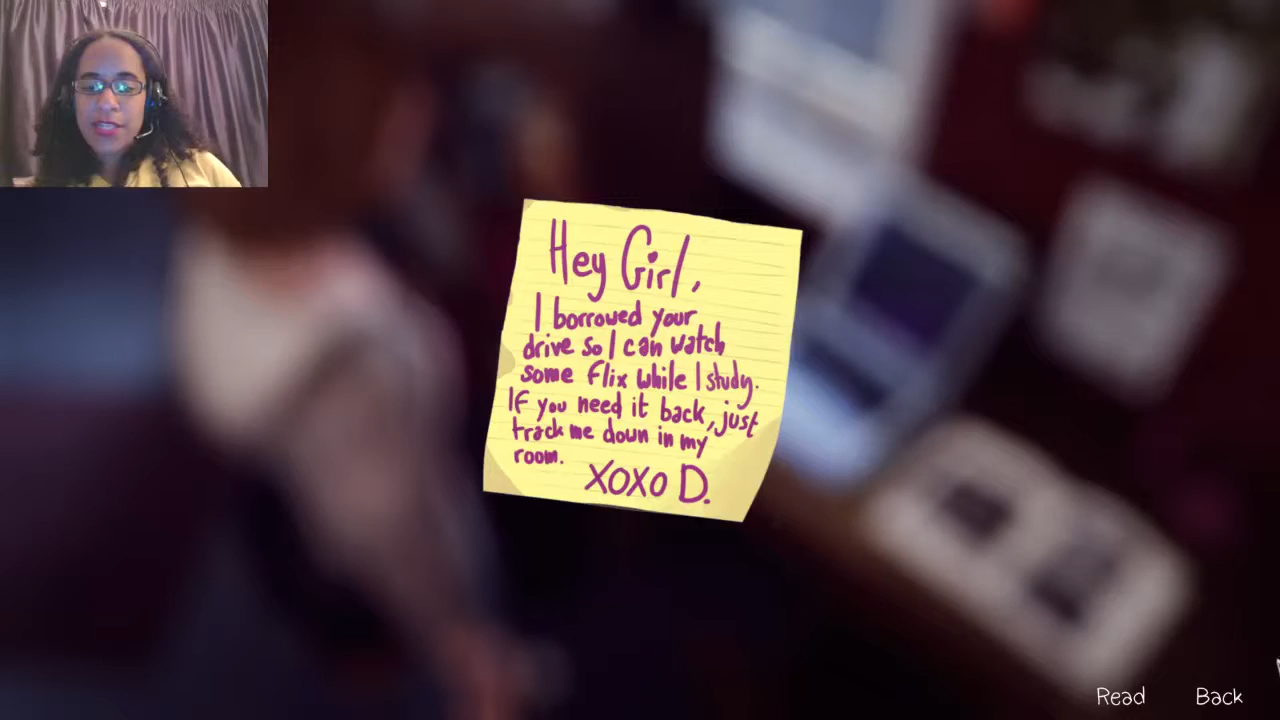 Hey Girl,
I borrowed your
drive so I can watch
some flix while I study.
If you need it back, just
track me down in my
room.
XOXO D.
Read Back